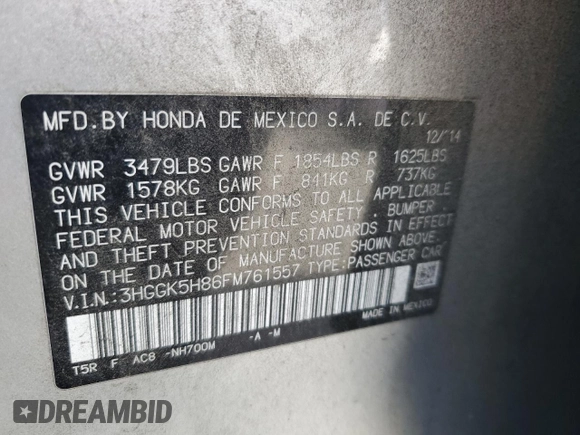 MFD. BY HONDA DE MEXICO S.A. DE C.V.
12/14
GVWR 3479LBS GAWR F 1854LBS R 1625LBS
GVWR 1578KG GAWR F 841KG R 737KG
THIS VEHICLE CONFORMS TO ALL APPLICABLE
FEDERAL MOTOR VEHICLE SAFETY, BUMPER,
AND THEFT PREVENTION STANDARDS IN EFFECT
ON THE DATE OF MANUFACTURE SHOWN ABOVE.
V.I.N.:3HGGK5H86FM761557 TYPE:PASSENGER CAR
MADE IN MEXICO
T5R F AC8 -NH700M -A -M
DREAMBID